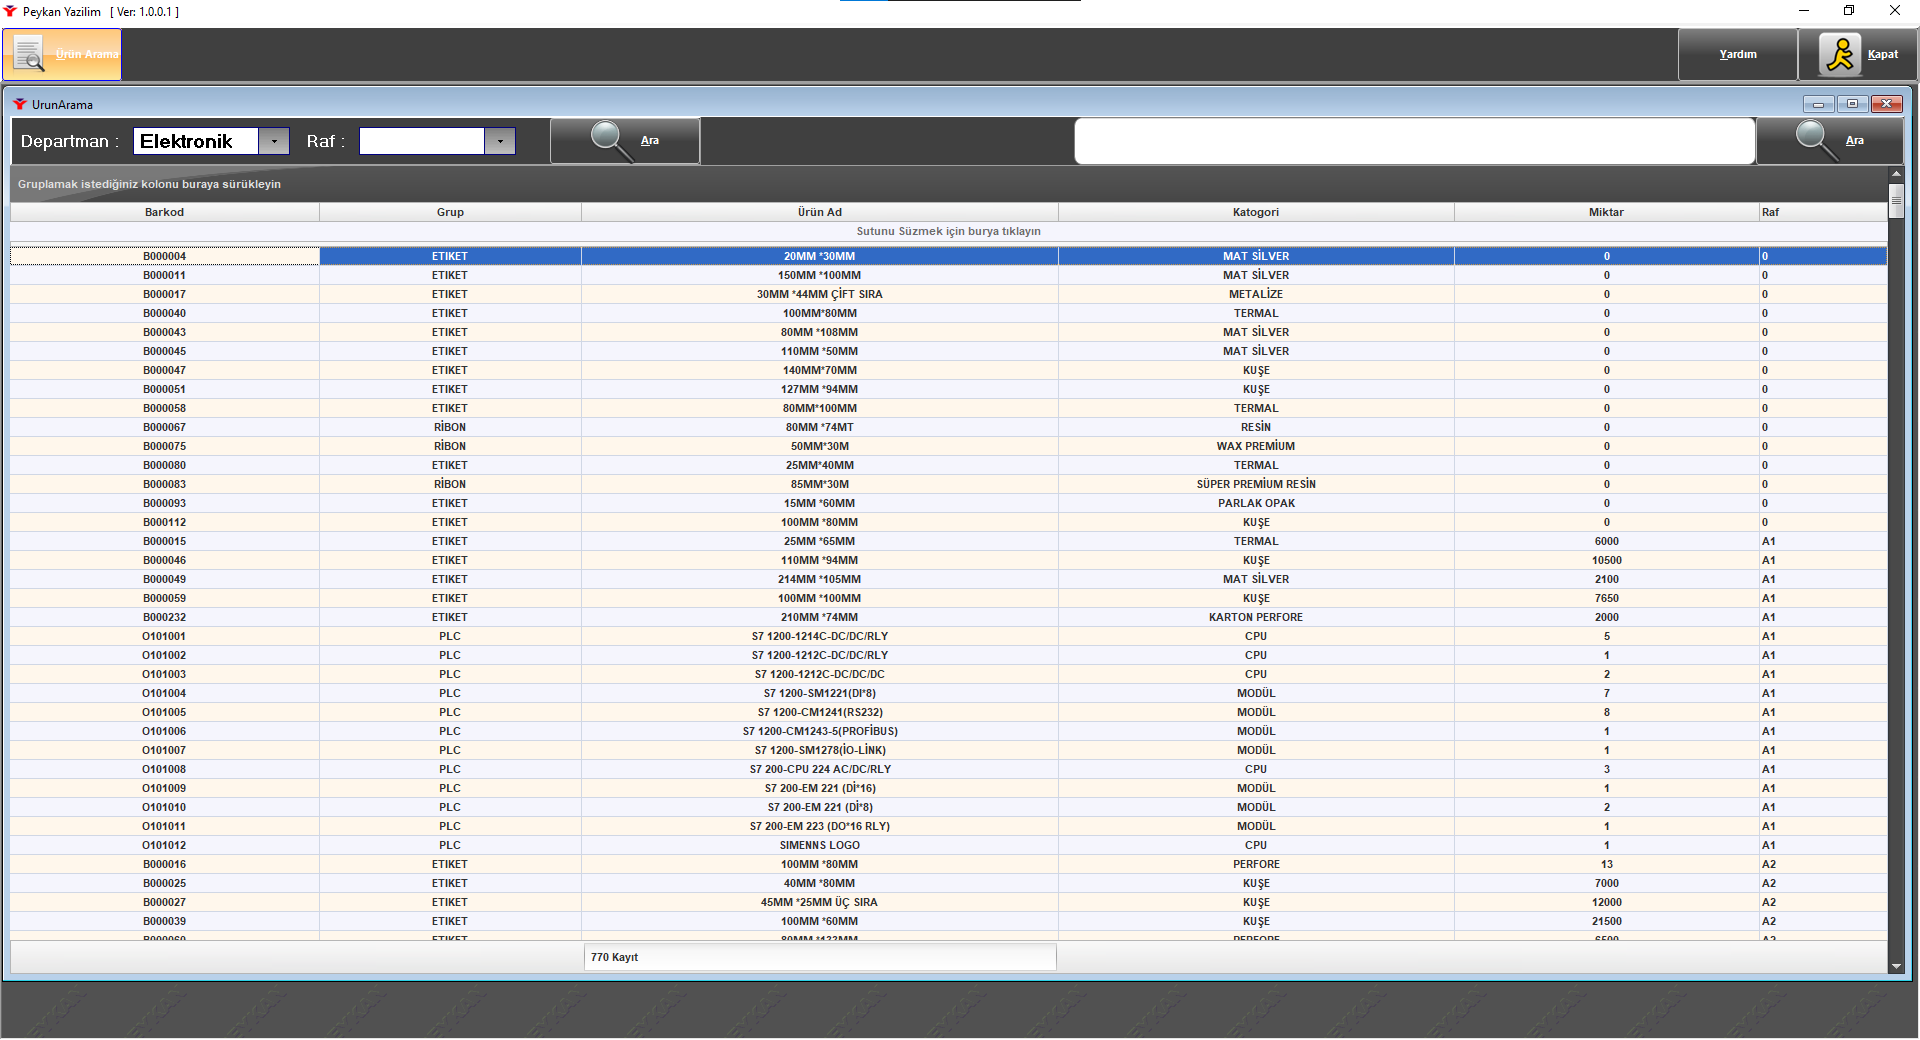 Peykan Yazilim [ Ver: 1.0.0.1 ]
Ürün Arama
Yardım
Kapat
UrunArama
Departman : Elektronik Raf : Ara Ara
Gruplamak istediğiniz kolonu buraya sürükleyin
Barkod Grup Ürün Ad Katogori Miktar Raf
Sutunu Süzmek için burya tıklayın
B000004 ETIKET 20MM *30MM MAT SİLVER 0 0
B000011 ETIKET 150MM *100MM MAT SİLVER 0 0
B000017 ETIKET 30MM *44MM ÇİFT SIRA METALİZE 0 0
B000040 ETIKET 100MM*80MM TERMAL 0 0
B000043 ETIKET 80MM *108MM MAT SİLVER 0 0
B000045 ETIKET 110MM *50MM MAT SİLVER 0 0
B000047 ETIKET 140MM*70MM KUŞE 0 0
B000051 ETIKET 127MM *94MM KUŞE 0 0
B000058 ETIKET 80MM*100MM TERMAL 0 0
B000067 RİBON 80MM *74MT RESİN 0 0
B000075 RİBON 50MM*30M WAX PREMİUM 0 0
B000080 ETIKET 25MM*40MM TERMAL 0 0
B000083 RİBON 85MM*30M SÜPER PREMİUM RESİN 0 0
B000093 ETIKET 15MM *60MM PARLAK OPAK 0 0
B000112 ETIKET 100MM *80MM KUŞE 0 0
B000015 ETIKET 25MM *65MM TERMAL 6000 A1
B000046 ETIKET 110MM *94MM KUŞE 10500 A1
B000049 ETIKET 214MM *105MM MAT SİLVER 2100 A1
B000059 ETIKET 100MM *100MM KUŞE 7650 A1
B000232 ETIKET 210MM *74MM KARTON PERFORE 2000 A1
O101001 PLC S7 1200-1214C-DC/DC/RLY CPU 5 A1
O101002 PLC S7 1200-1212C-DC/DC/RLY CPU 1 A1
O101003 PLC S7 1200-1212C-DC/DC/DC CPU 2 A1
O101004 PLC S7 1200-SM1221(DI*8) MODÜL 7 A1
O101005 PLC S7 1200-CM1241(RS232) MODÜL 8 A1
O101006 PLC S7 1200-CM1243-5(PROFİBUS) MODÜL 1 A1
O101007 PLC S7 1200-SM1278(İO-LİNK) MODÜL 1 A1
O101008 PLC S7 200-CPU 224 AC/DC/RLY CPU 3 A1
O101009 PLC S7 200-EM 221 (Dİ*16) MODÜL 1 A1
O101010 PLC S7 200-EM 221 (Dİ*8) MODÜL 2 A1
O101011 PLC S7 200-EM 223 (DO*16 RLY) MODÜL 1 A1
O101012 PLC SIMENNS LOGO CPU 1 A1
B000016 ETIKET 100MM *80MM PERFORE 13 A2
B000025 ETIKET 40MM *80MM KUŞE 7000 A2
B000027 ETIKET 45MM *25MM ÜÇ SIRA KUŞE 12000 A2
B000039 ETIKET 100MM *60MM KUŞE 21500 A2
ETIKET PERFORE A2
770 Kayıt